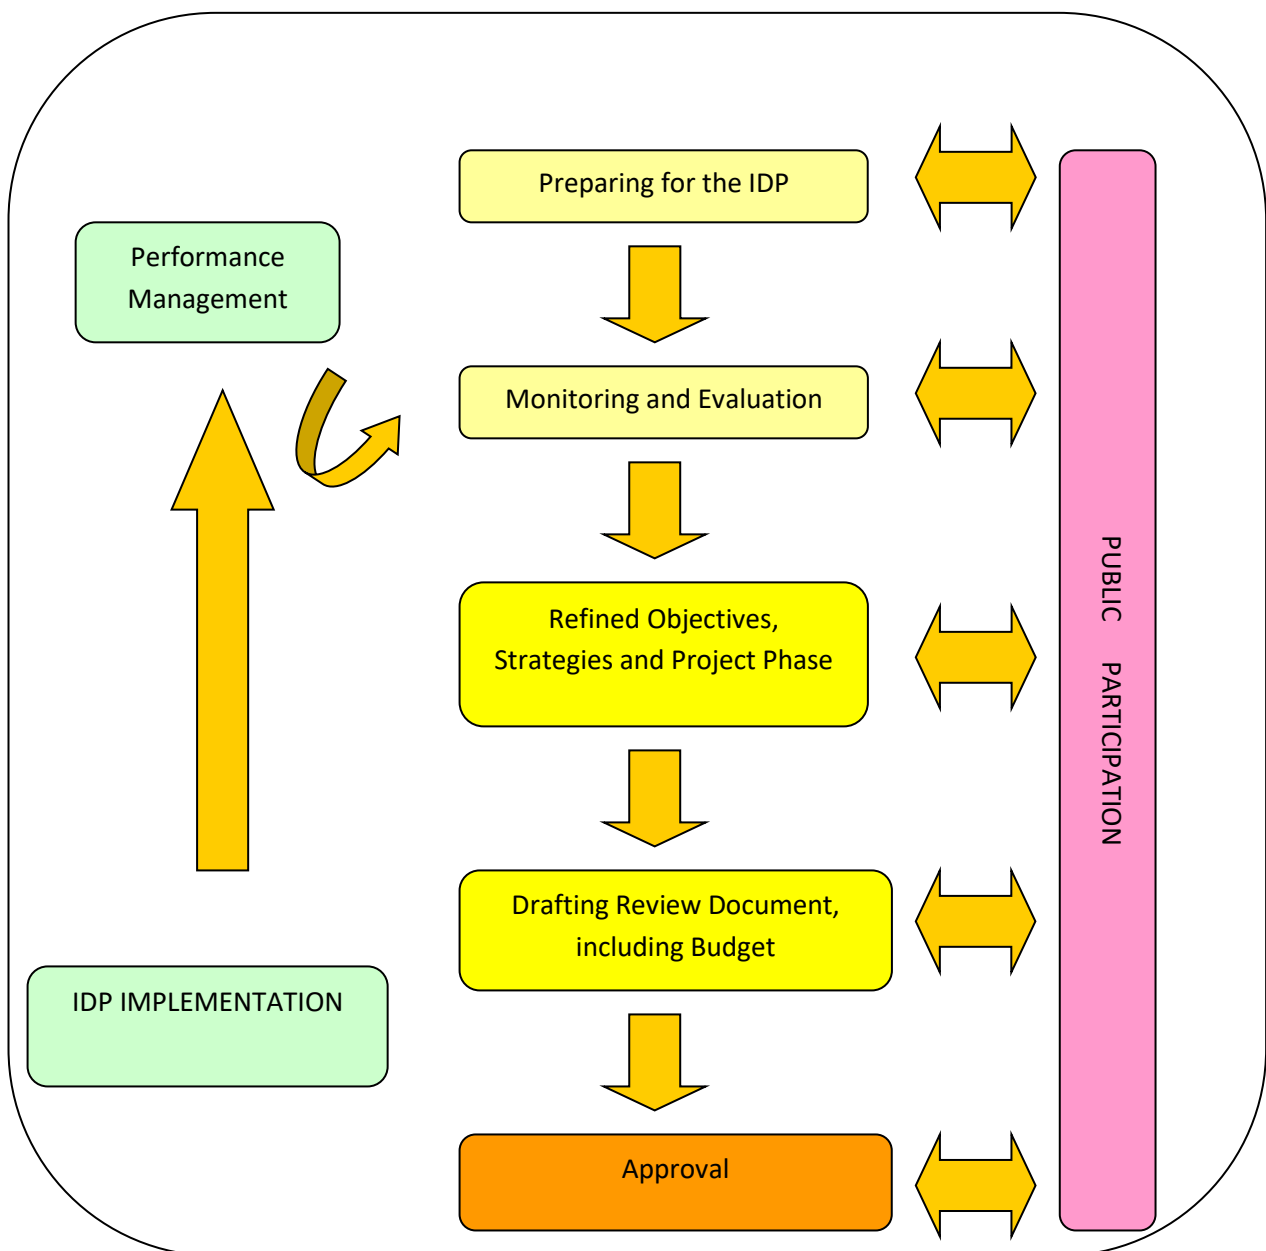 Preparing for the IDP
Performance
Management
Monitoring and Evaluation
Refined Objectives,
Strategies and Project Phase
PUBLIC PARTICIPATION
Drafting Review Document,
including Budget
IDP IMPLEMENTATION
Approval